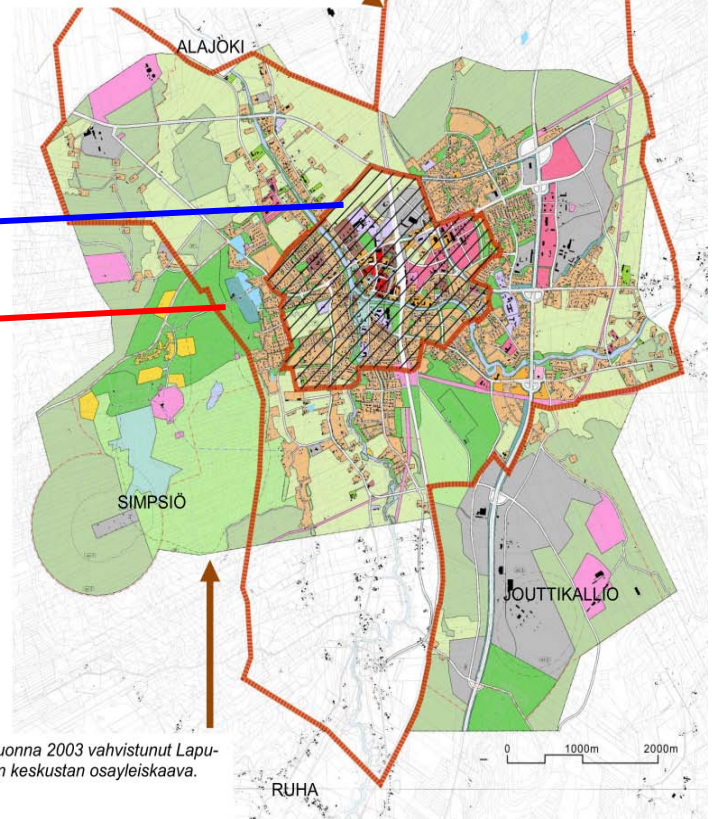 ALAJOKI
SIMPSIÖ
JOUTTIKALLIO
uonna 2003 vahvistunut Lapu-
n keskustan osayleiskaava.
0 1000m 2000m
RUHA